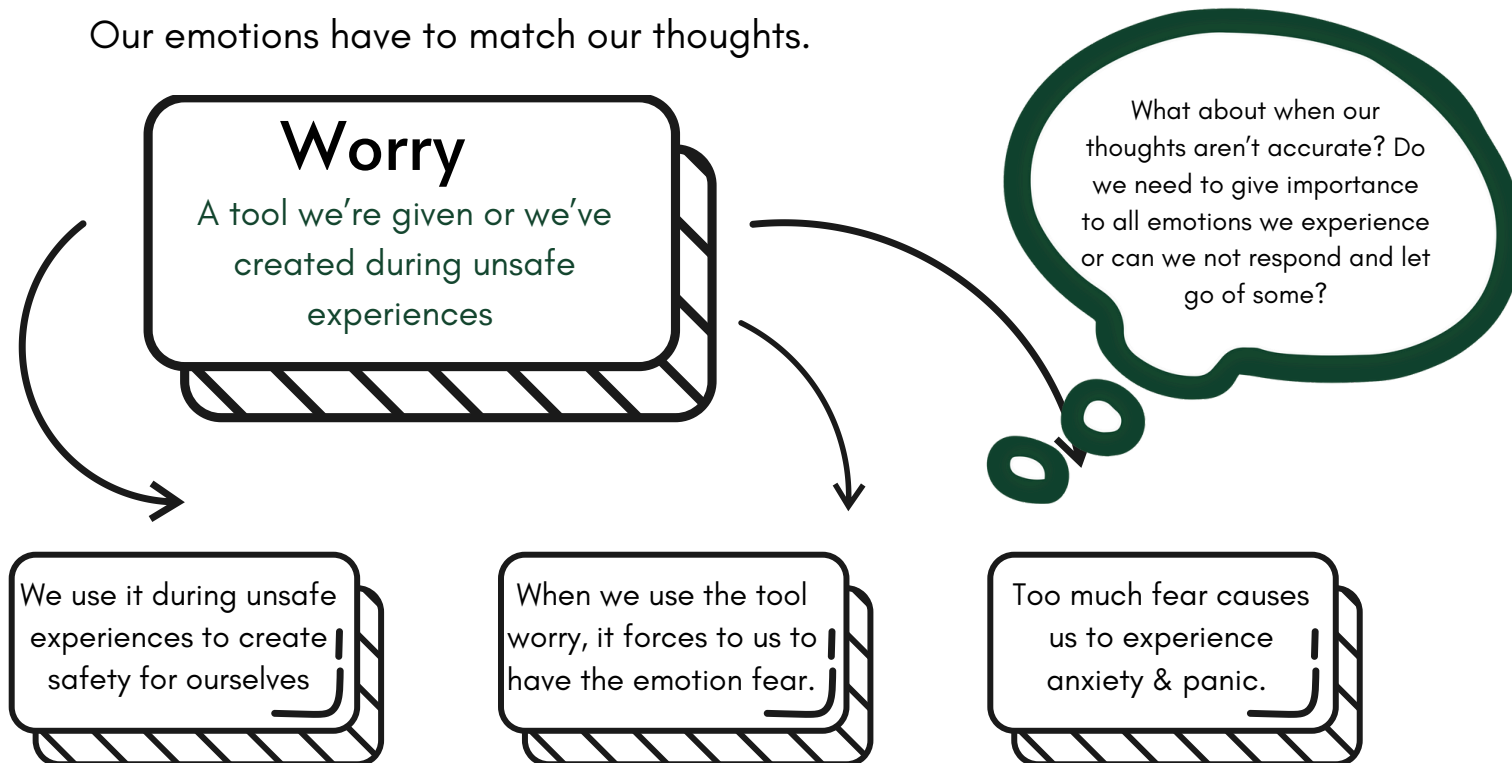 Our emotions have to match our thoughts.
Worry
A tool we're given or we've
created during unsafe
experiences
What about when our
thoughts aren't accurate? Do
we need to give importance
to all emotions we experience
or can we not respond and let
go of some?
We use it during unsafe
experiences to create
safety for ourselves
When we use the tool
worry, it forces to us to
have the emotion fear.
Too much fear causes
us to experience
anxiety & panic.